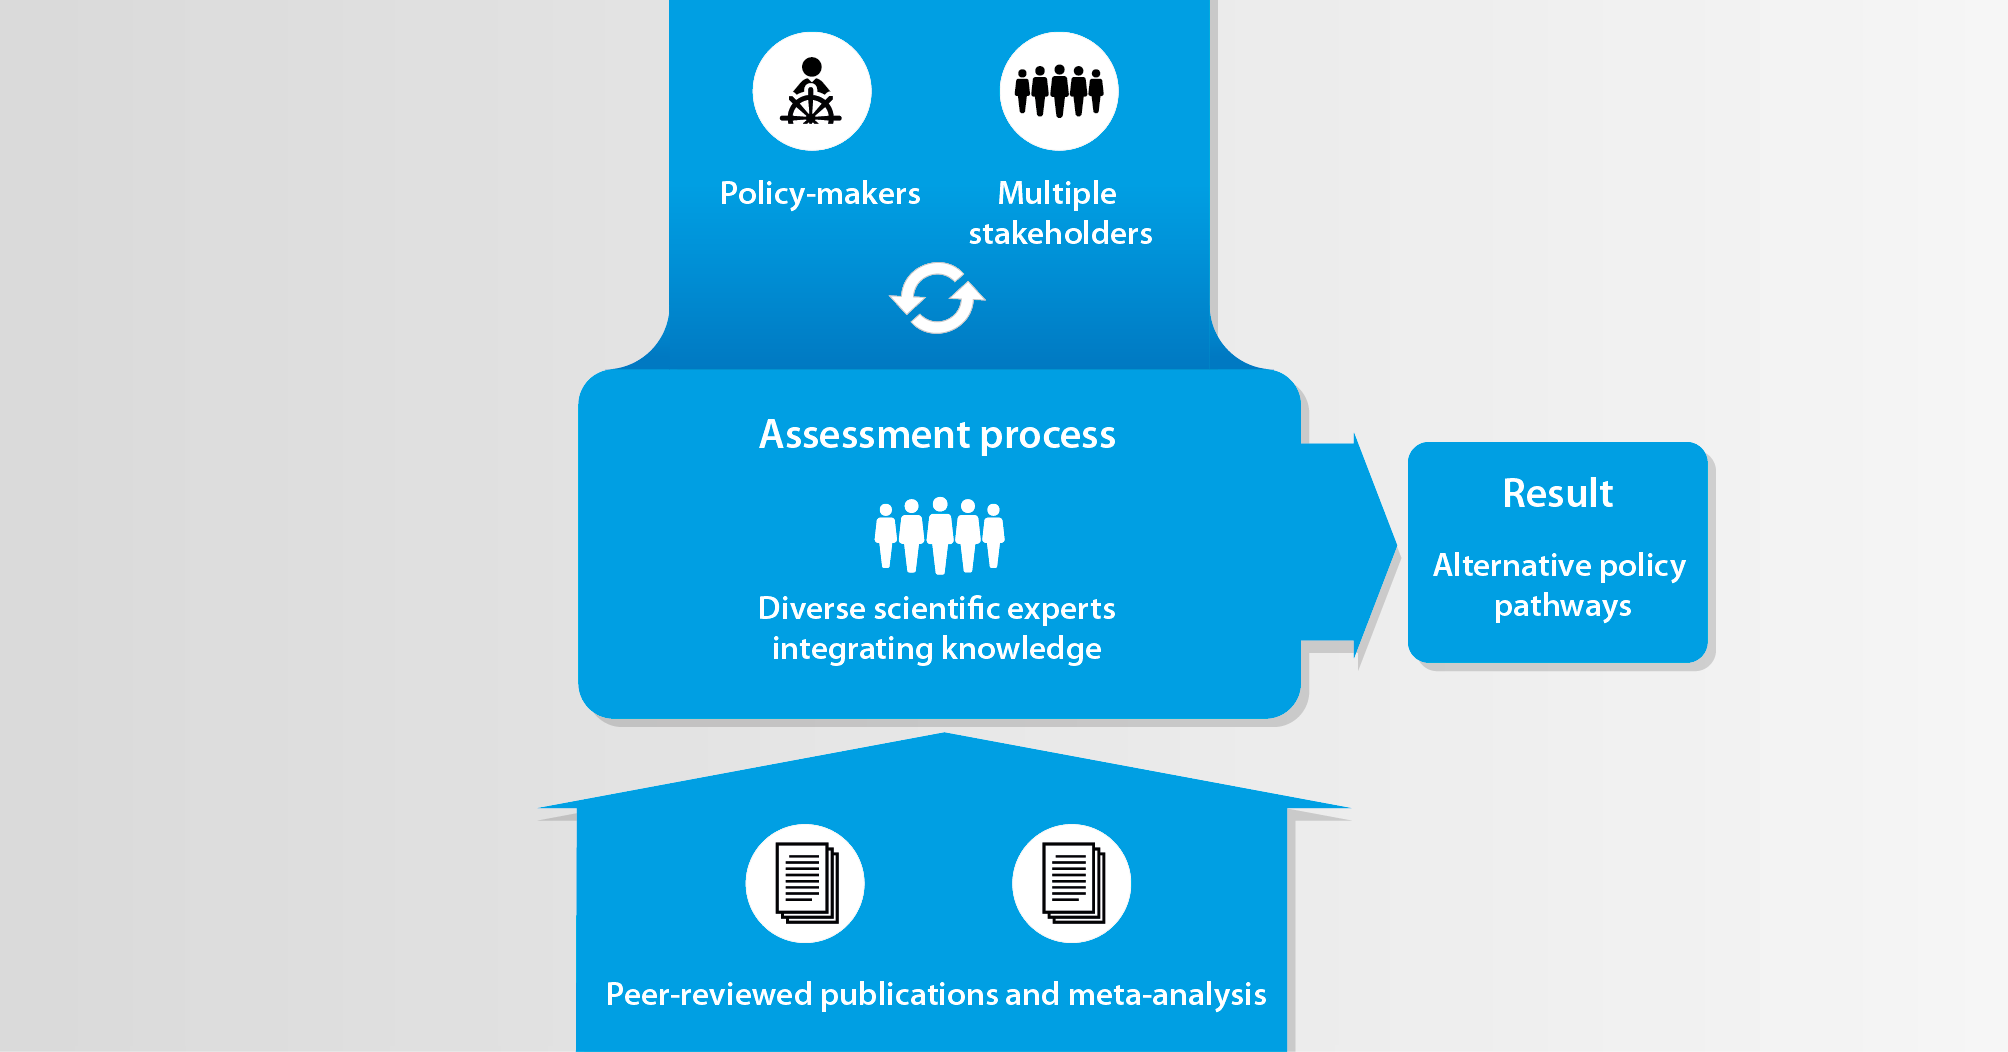 Policy-makers
Multiple
stakeholders
Assessment process
Diverse scientific experts
integrating knowledge
Result
Alternative policy
pathways
Peer-reviewed publications and meta-analysis